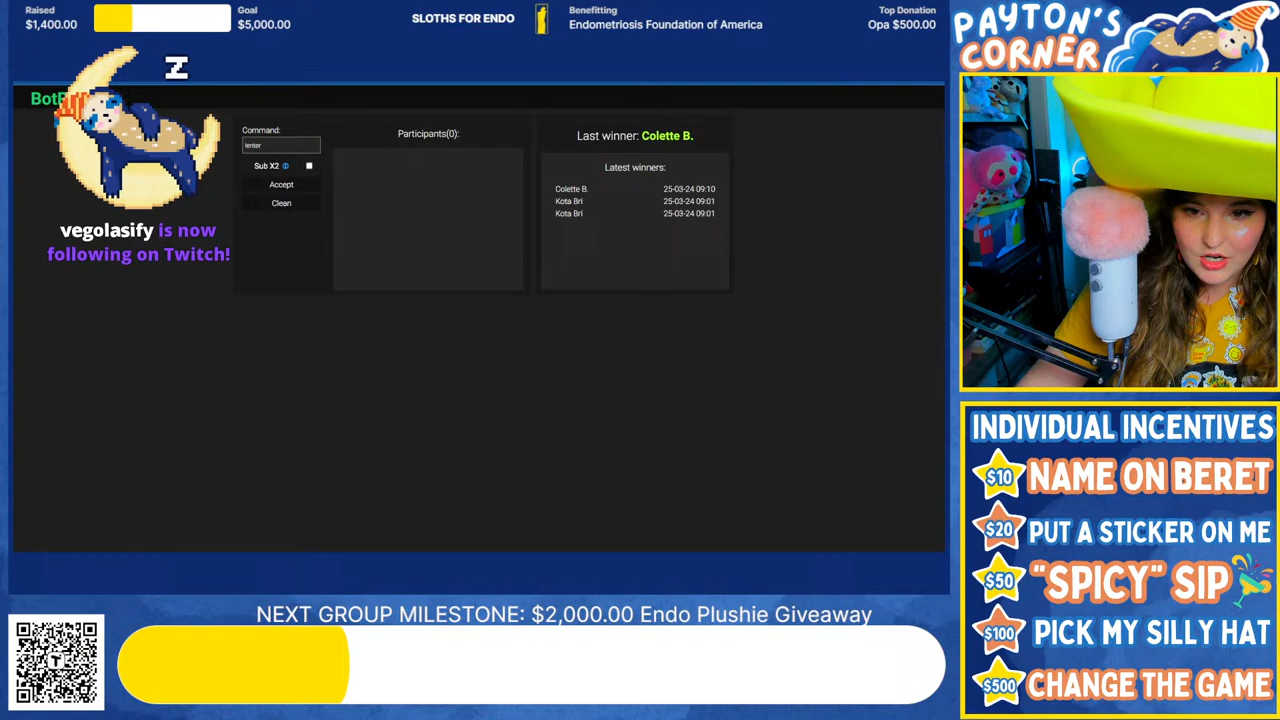 Raised
$1,400.00
Goal
$5,000.00
SLOTHS FOR ENDO
Benefitting
Endometriosis Foundation of America
Top Donation
Opa $500.00
PAYTON'S
CORNER
Z
Command:
!enter
Sub X2
Accept
Clean
Participants(0):
Last winner: Colette B.
Latest winners:
Colette B. 25-03-24 09:10
Kota Bri 25-03-24 09:01
Kota Bri 25-03-24 09:01
vegolasify is now
following on Twitch!
INDIVIDUAL INCENTIVES
$10 NAME ON BERET
$20 PUT A STICKER ON ME
$50 "SPICY" SIP
$100 PICK MY SILLY HAT
$500 CHANGE THE GAME
NEXT GROUP MILESTONE: $2,000.00 Endo Plushie Giveaway